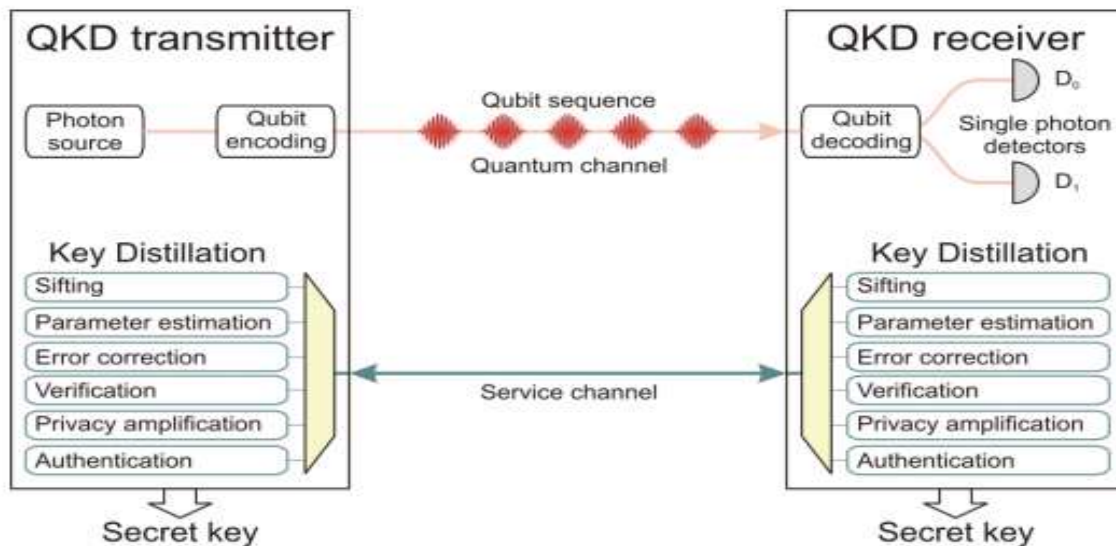 QKD transmitter
Photon
source
Qubit
encoding
Qubit sequence
Quantum channel
QKD receiver
Qubit
decoding
D₀
Single photon
detectors
D₁
Key Distillation
Sifting
Parameter estimation
Error correction
Verification
Privacy amplification
Authentication
Service channel
Key Distillation
Sifting
Parameter estimation
Error correction
Verification
Privacy amplification
Authentication
Secret key
Secret key